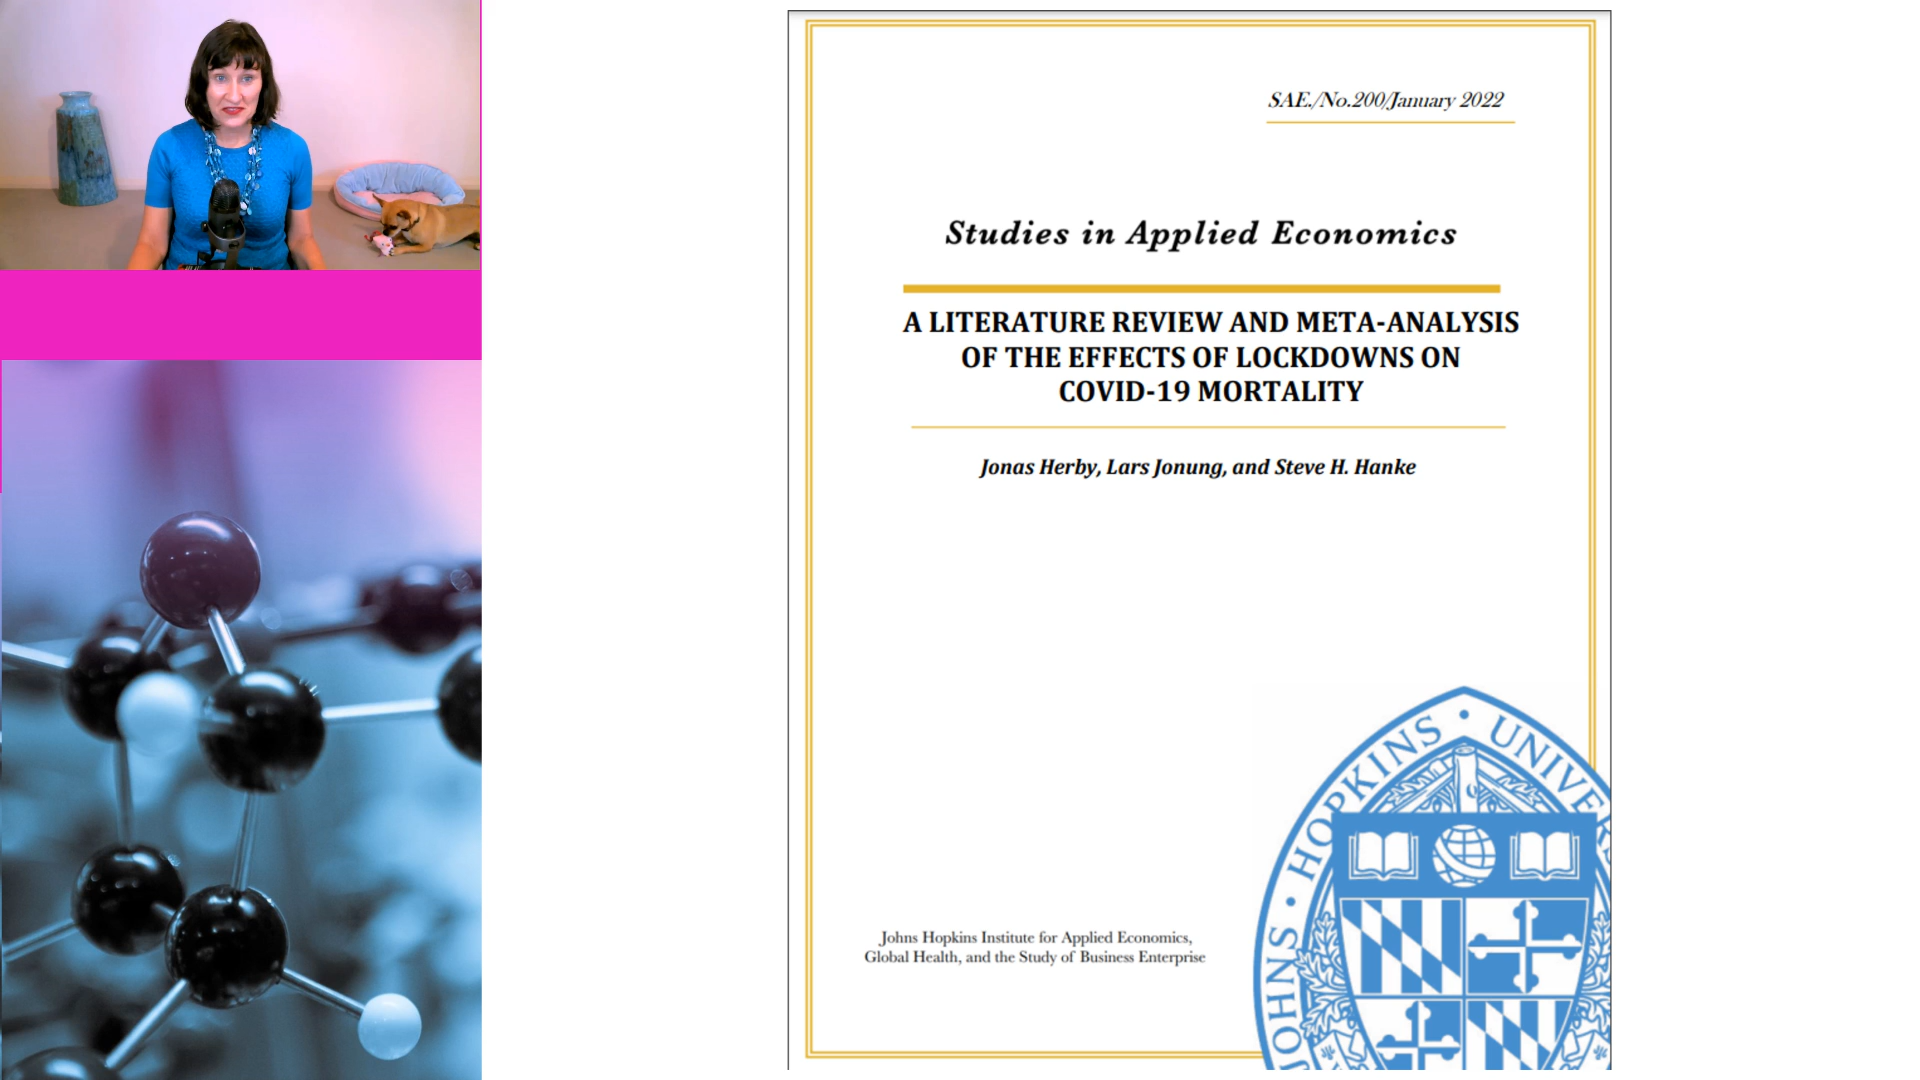 SAE./No.200/January 2022
Studies in Applied Economics
A LITERATURE REVIEW AND META-ANALYSIS
OF THE EFFECTS OF LOCKDOWNS ON
COVID-19 MORTALITY
Jonas Herby, Lars Jonung, and Steve H. Hanke
Johns Hopkins Institute for Applied Economics,
Global Health, and the Study of Business Enterprise
JOHNS · HOPKINS · UNIVER